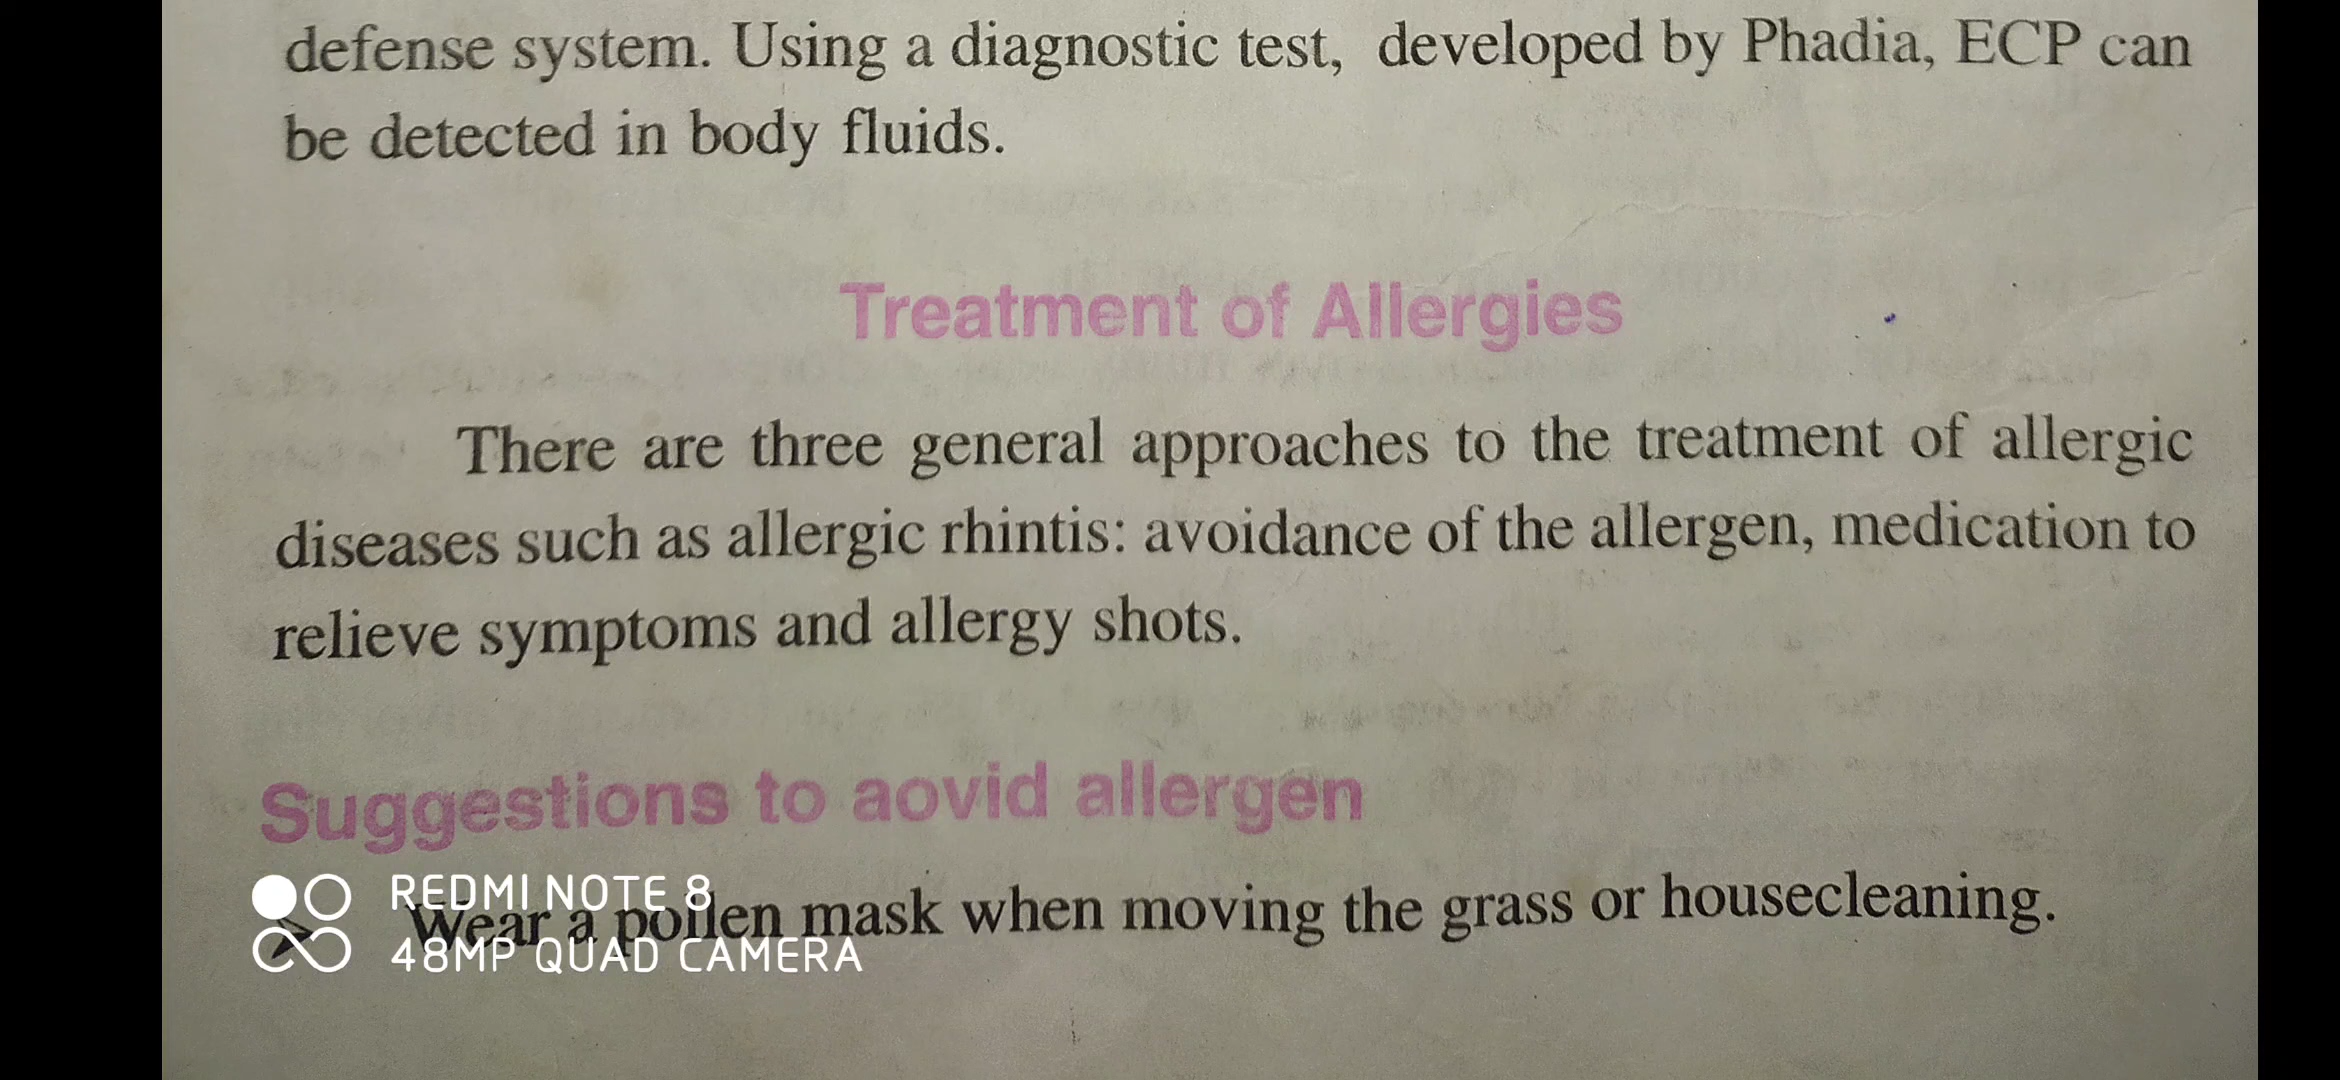 defense system. Using a diagnostic test, developed by Phadia, ECP can
be detected in body fluids.
Treatment of Allergies
There are three general approaches to the treatment of allergic
diseases such as allergic rhintis: avoidance of the allergen, medication to
relieve symptoms and allergy shots.
Suggestions to aovid allergen
➤ Wear a pollen mask when moving the grass or housecleaning.
REDMI NOTE 8
48MP QUAD CAMERA